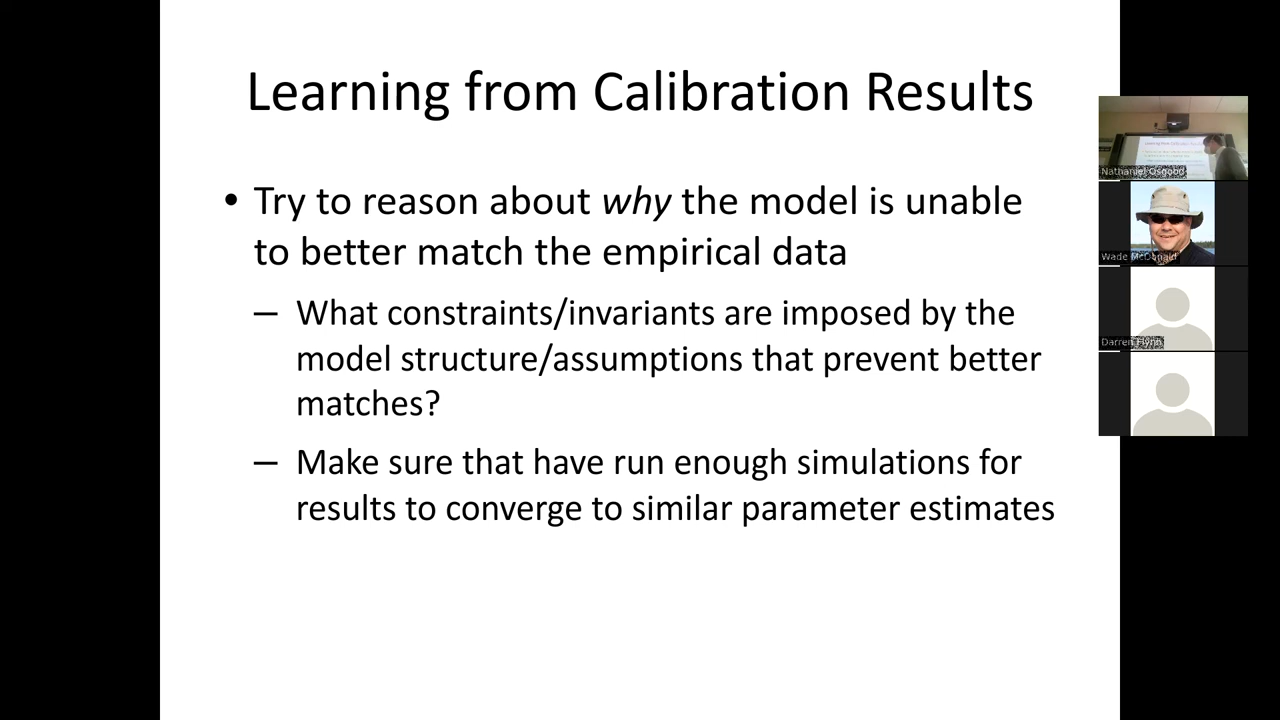 Learning from Calibration Results
• Try to reason about why the model is unable
to better match the empirical data
– What constraints/invariants are imposed by the
model structure/assumptions that prevent better
matches?
– Make sure that have run enough simulations for
results to converge to similar parameter estimates
Nathaniel Osgood
Wade McDonald
Darren Flynn